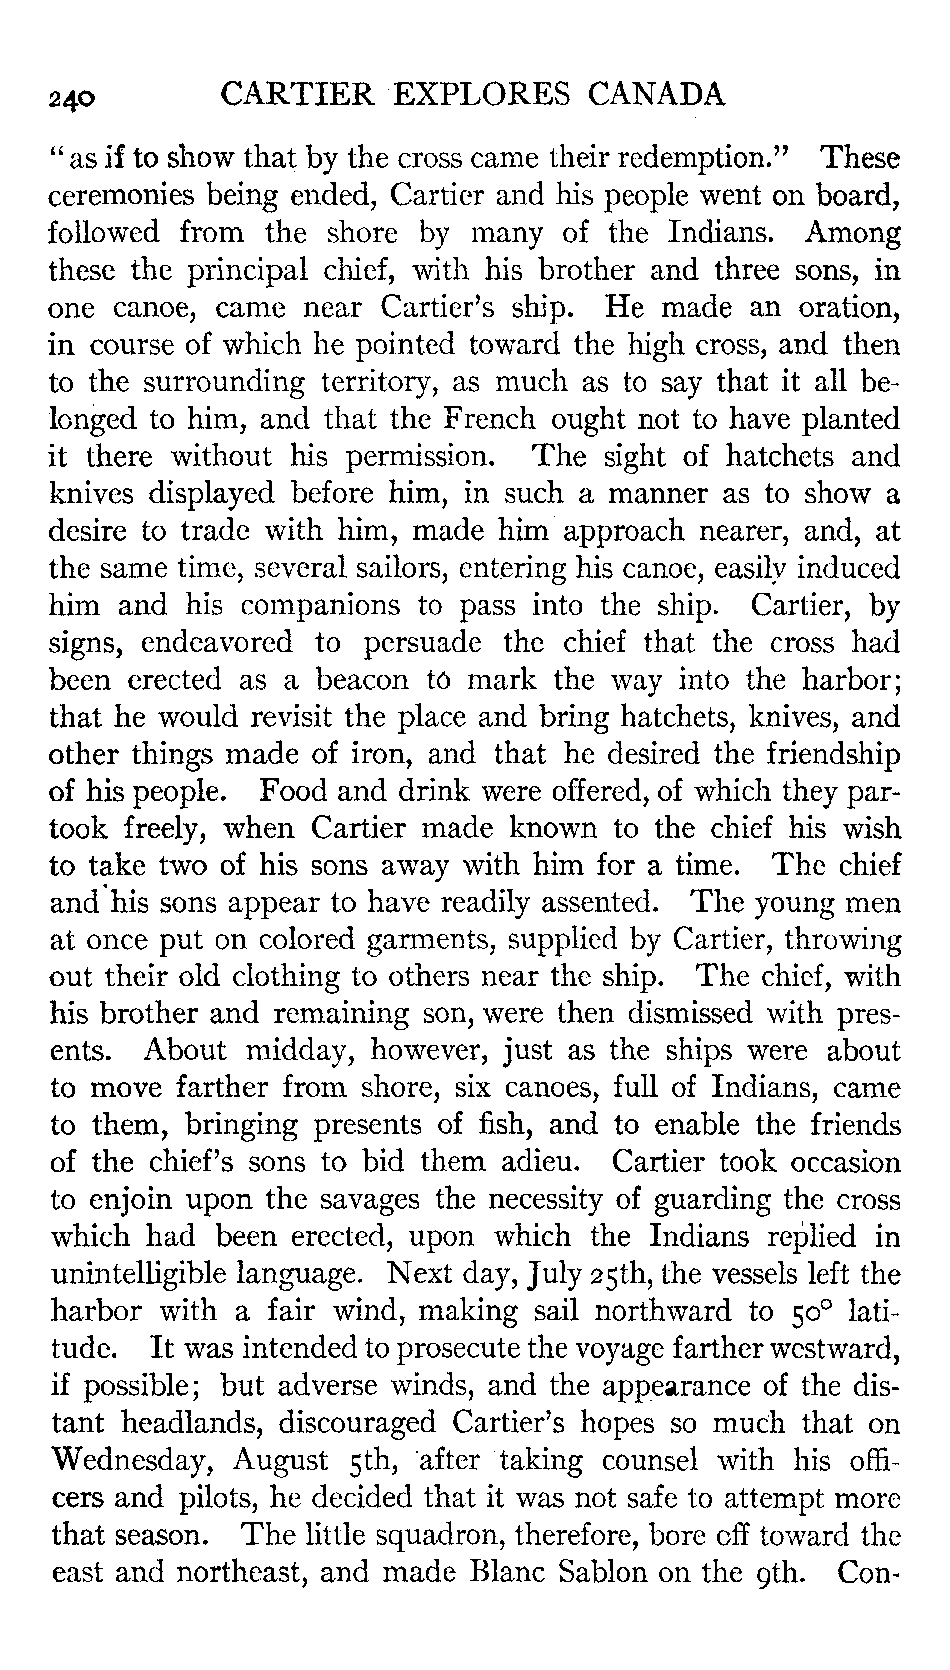 240 CARTIER EXPLORES CANADA
“as if to show that by the cross came their redemption.” These
ceremonies being ended, Cartier and his people went on board,
followed from the shore by many of the Indians. Among
these the principal chief, with his brother and three sons, in
one canoe, came near Cartier's ship. He made an oration,
in course of which he pointed toward the high cross, and then
to the surrounding territory, as much as to say that it all be-
longed to him, and that the French ought not to have planted
it there without his permission. The sight of hatchets and
knives displayed before him, in such a manner as to show a
desire to trade with him, made him approach nearer, and, at
the same time, several sailors, entering his canoe, easily induced
him and his companions to pass into the ship. Cartier, by
signs, endeavored to persuade the chief that the cross had
been erected as a beacon to mark the way into the harbor;
that he would revisit the place and bring hatchets, knives, and
other things made of iron, and that he desired the friendship
of his people. Food and drink were offered, of which they par-
took freely, when Cartier made known to the chief his wish
to take two of his sons away with him for a time. The chief
and his sons appear to have readily assented. The young men
at once put on colored garments, supplied by Cartier, throwing
out their old clothing to others near the ship. The chief, with
his brother and remaining son, were then dismissed with pres-
ents. About midday, however, just as the ships were about
to move farther from shore, six canoes, full of Indians, came
to them, bringing presents of fish, and to enable the friends
of the chief's sons to bid them adieu. Cartier took occasion
to enjoin upon the savages the necessity of guarding the cross
which had been erected, upon which the Indians replied in
unintelligible language. Next day, July 25th, the vessels left the
harbor with a fair wind, making sail northward to 50° lati-
tude. It was intended to prosecute the voyage farther westward,
if possible; but adverse winds, and the appearance of the dis-
tant headlands, discouraged Cartier's hopes so much that on
Wednesday, August 5th, after taking counsel with his offi-
cers and pilots, he decided that it was not safe to attempt more
that season. The little squadron, therefore, bore off toward the
east and northeast, and made Blanc Sablon on the 9th. Con-